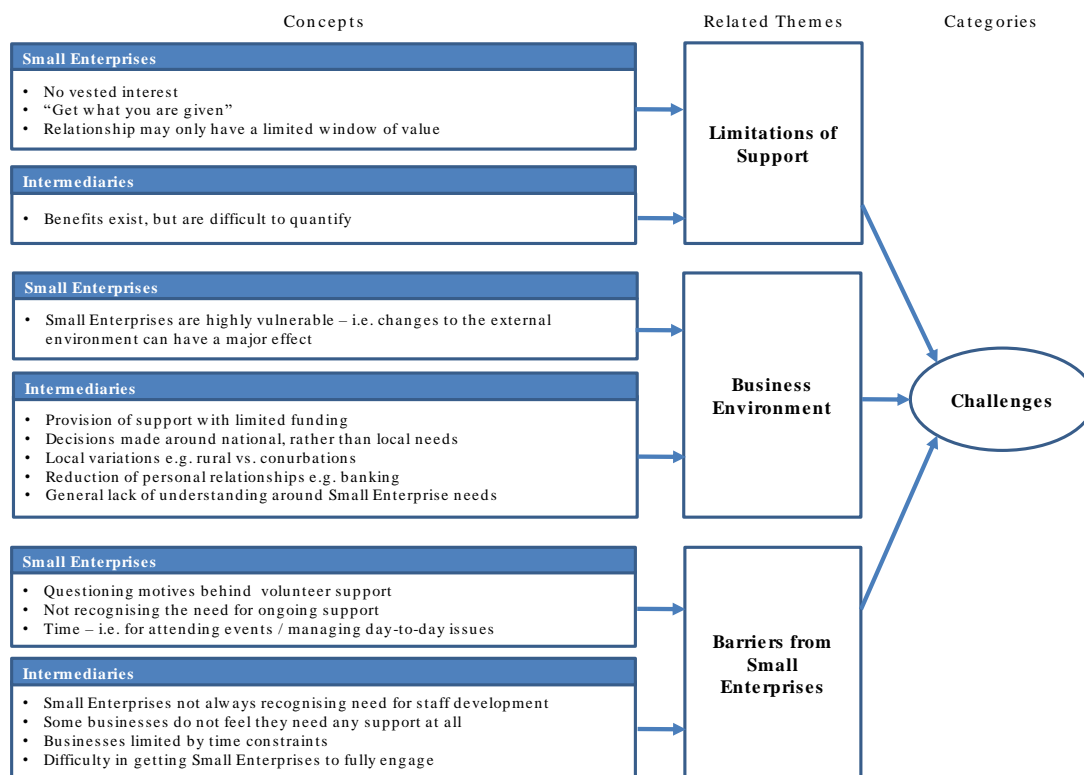 Concepts
Related Themes
Categories
Small Enterprises
• No vested interest
• “Get what you are given”
• Relationship may only have a limited window of value
Intermediaries
• Benefits exist, but are difficult to quantify
Limitations of
Support
Small Enterprises
• Small Enterprises are highly vulnerable – i.e. changes to the external
environment can have a major effect
Intermediaries
• Provision of support with limited funding
• Decisions made around national, rather than local needs
• Local variations e.g. rural vs. conurbations
• Reduction of personal relationships e.g. banking
• General lack of understanding around Small Enterprise needs
Business
Environment
Challenges
Small Enterprises
• Questioning motives behind volunteer support
• Not recognising the need for ongoing support
• Time – i.e. for attending events / managing day-to-day issues
Intermediaries
• Small Enterprises not always recognising need for staff development
• Some businesses do not feel they need any support at all
• Businesses limited by time constraints
• Difficulty in getting Small Enterprises to fully engage
Barriers from
Small
Enterprises